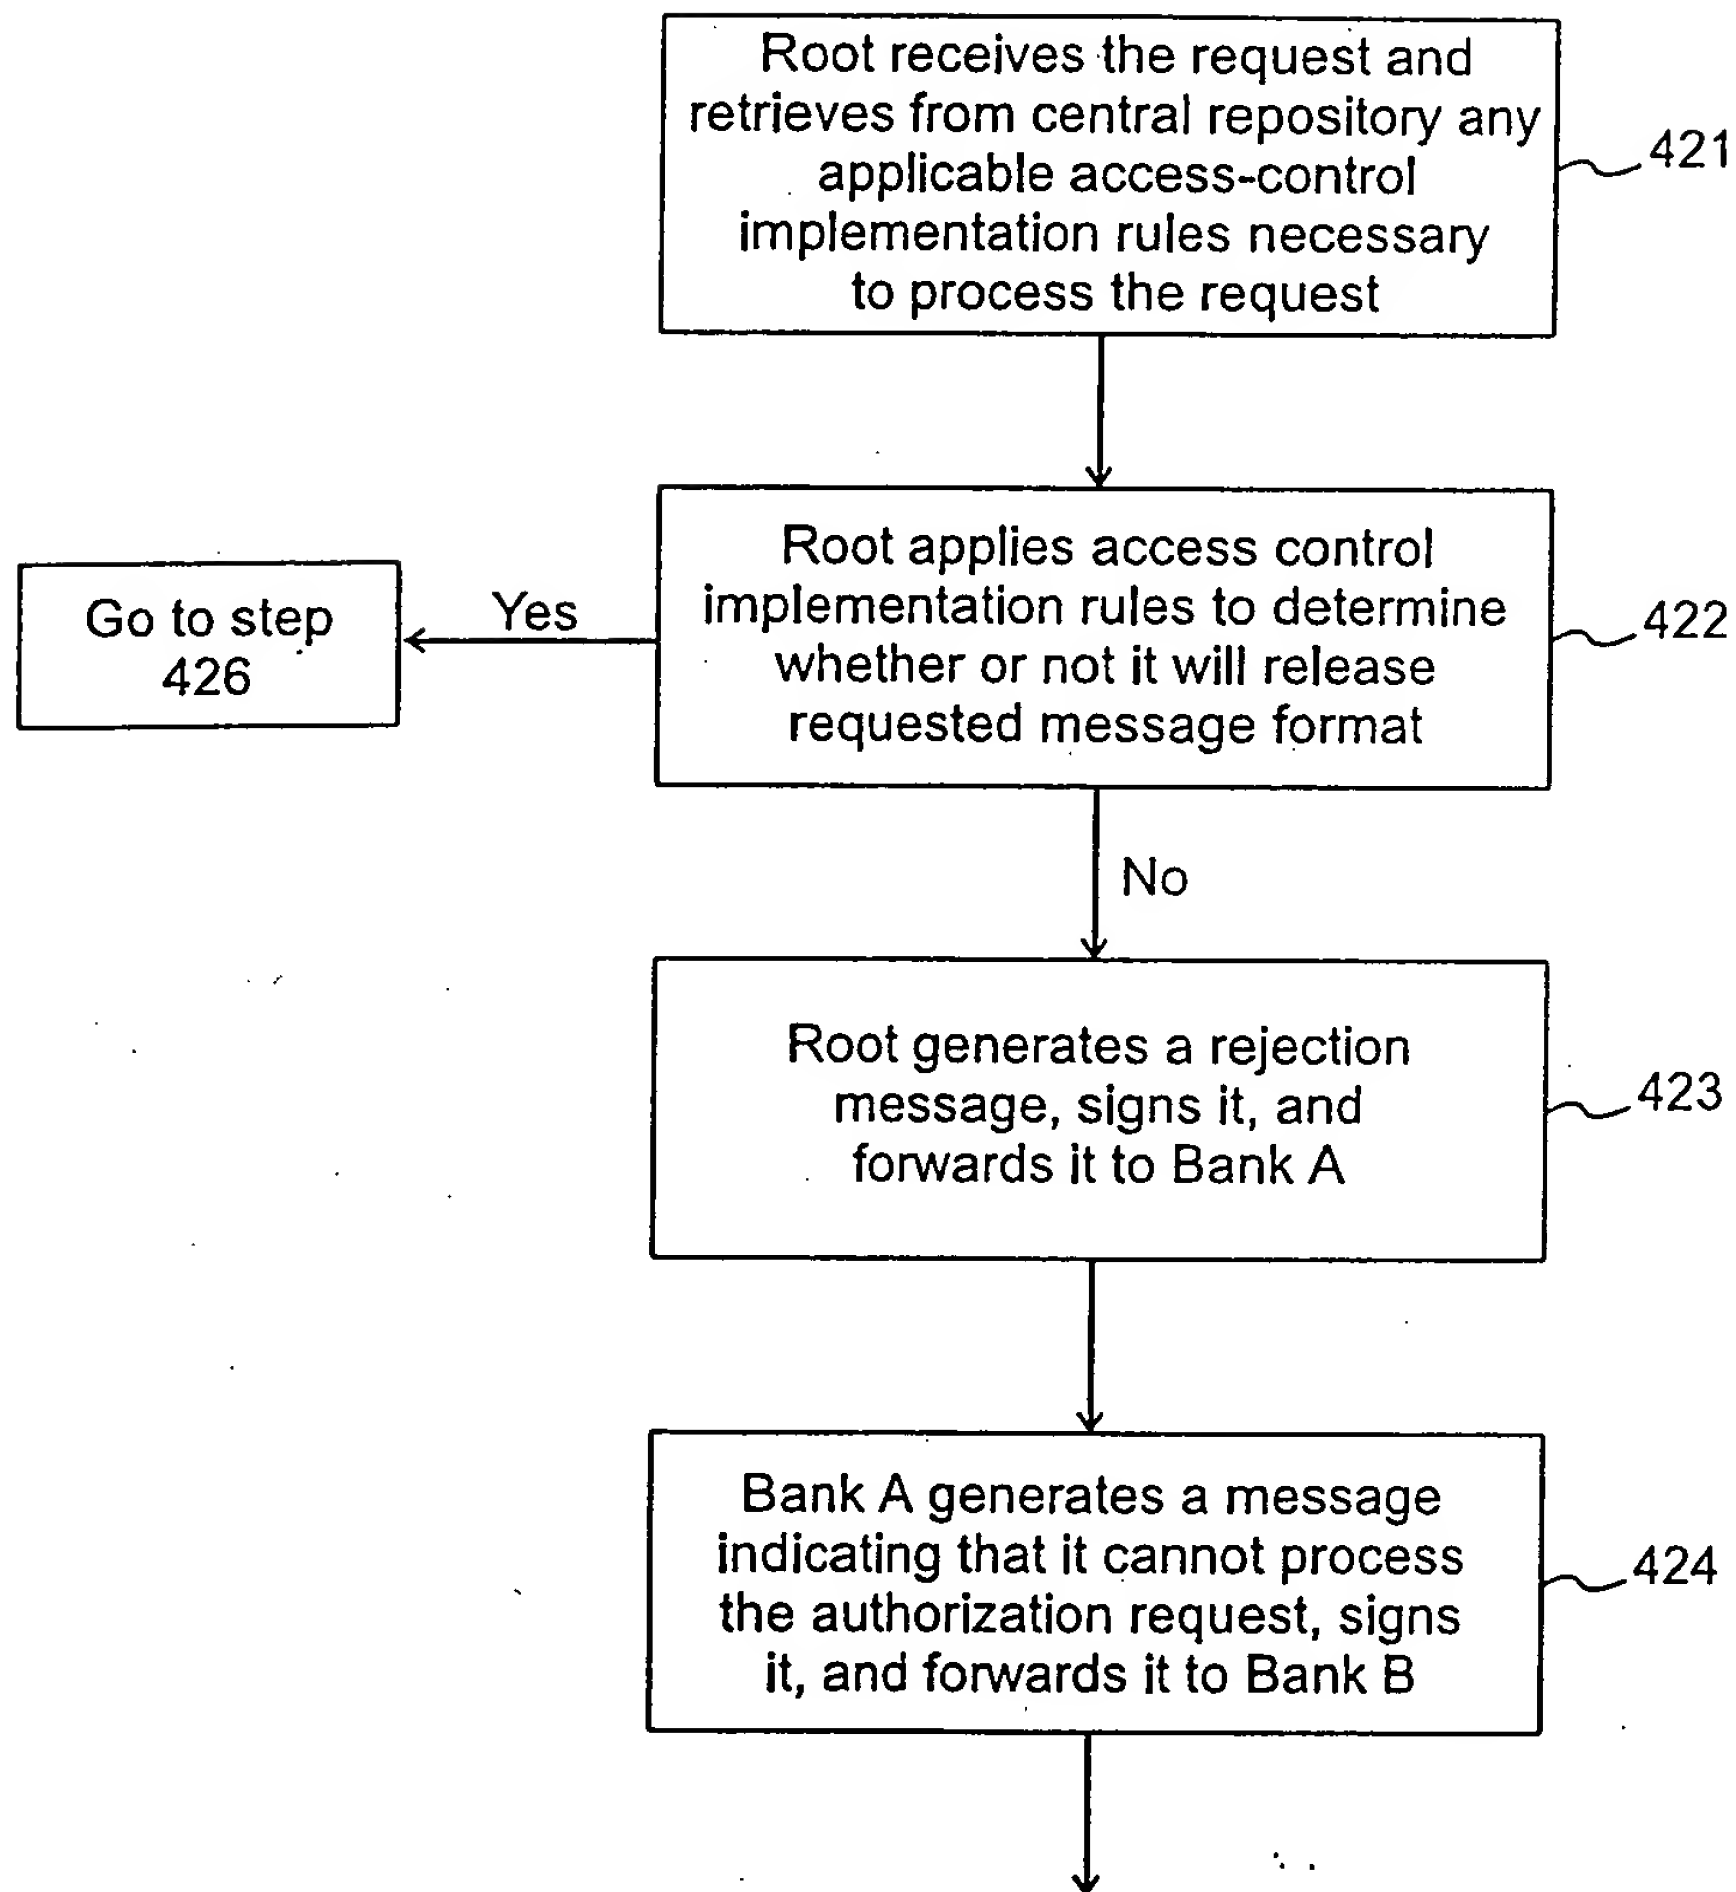 Root receives the request and
retrieves from central repository any
applicable access-control
implementation rules necessary
to process the request
421
Root applies access control
implementation rules to determine
whether or not it will release
requested message format
422
Yes
Go to step
426
No
Root generates a rejection
message, signs it, and
forwards it to Bank A
423
Bank A generates a message
indicating that it cannot process
the authorization request, signs
it, and forwards it to Bank B
424